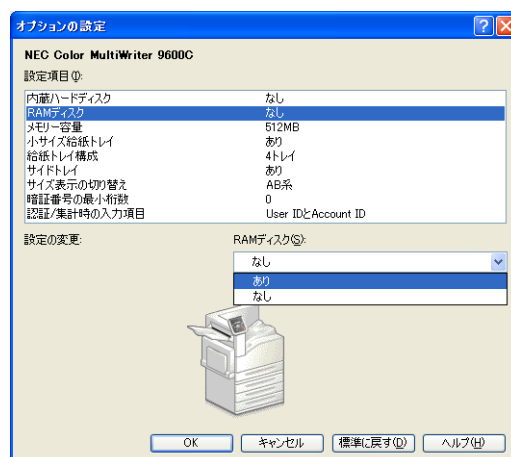 オプションの設定
NEC Color MultiWriter 9600C
設定項目(I):
内蔵ハードディスク なし
RAMディスク なし
メモリー容量 512MB
小サイズ給紙トレイ あり
給紙トレイ構成 4トレイ
サイドトレイ あり
サイズ表示の切り替え AB系
暗証番号の最小桁数 0
認証/集計時の入力項目 User IDとAccount ID
設定の変更: RAMディスク(S):
なし
あり
なし
OK キャンセル 標準に戻す(D) ヘルプ(H)